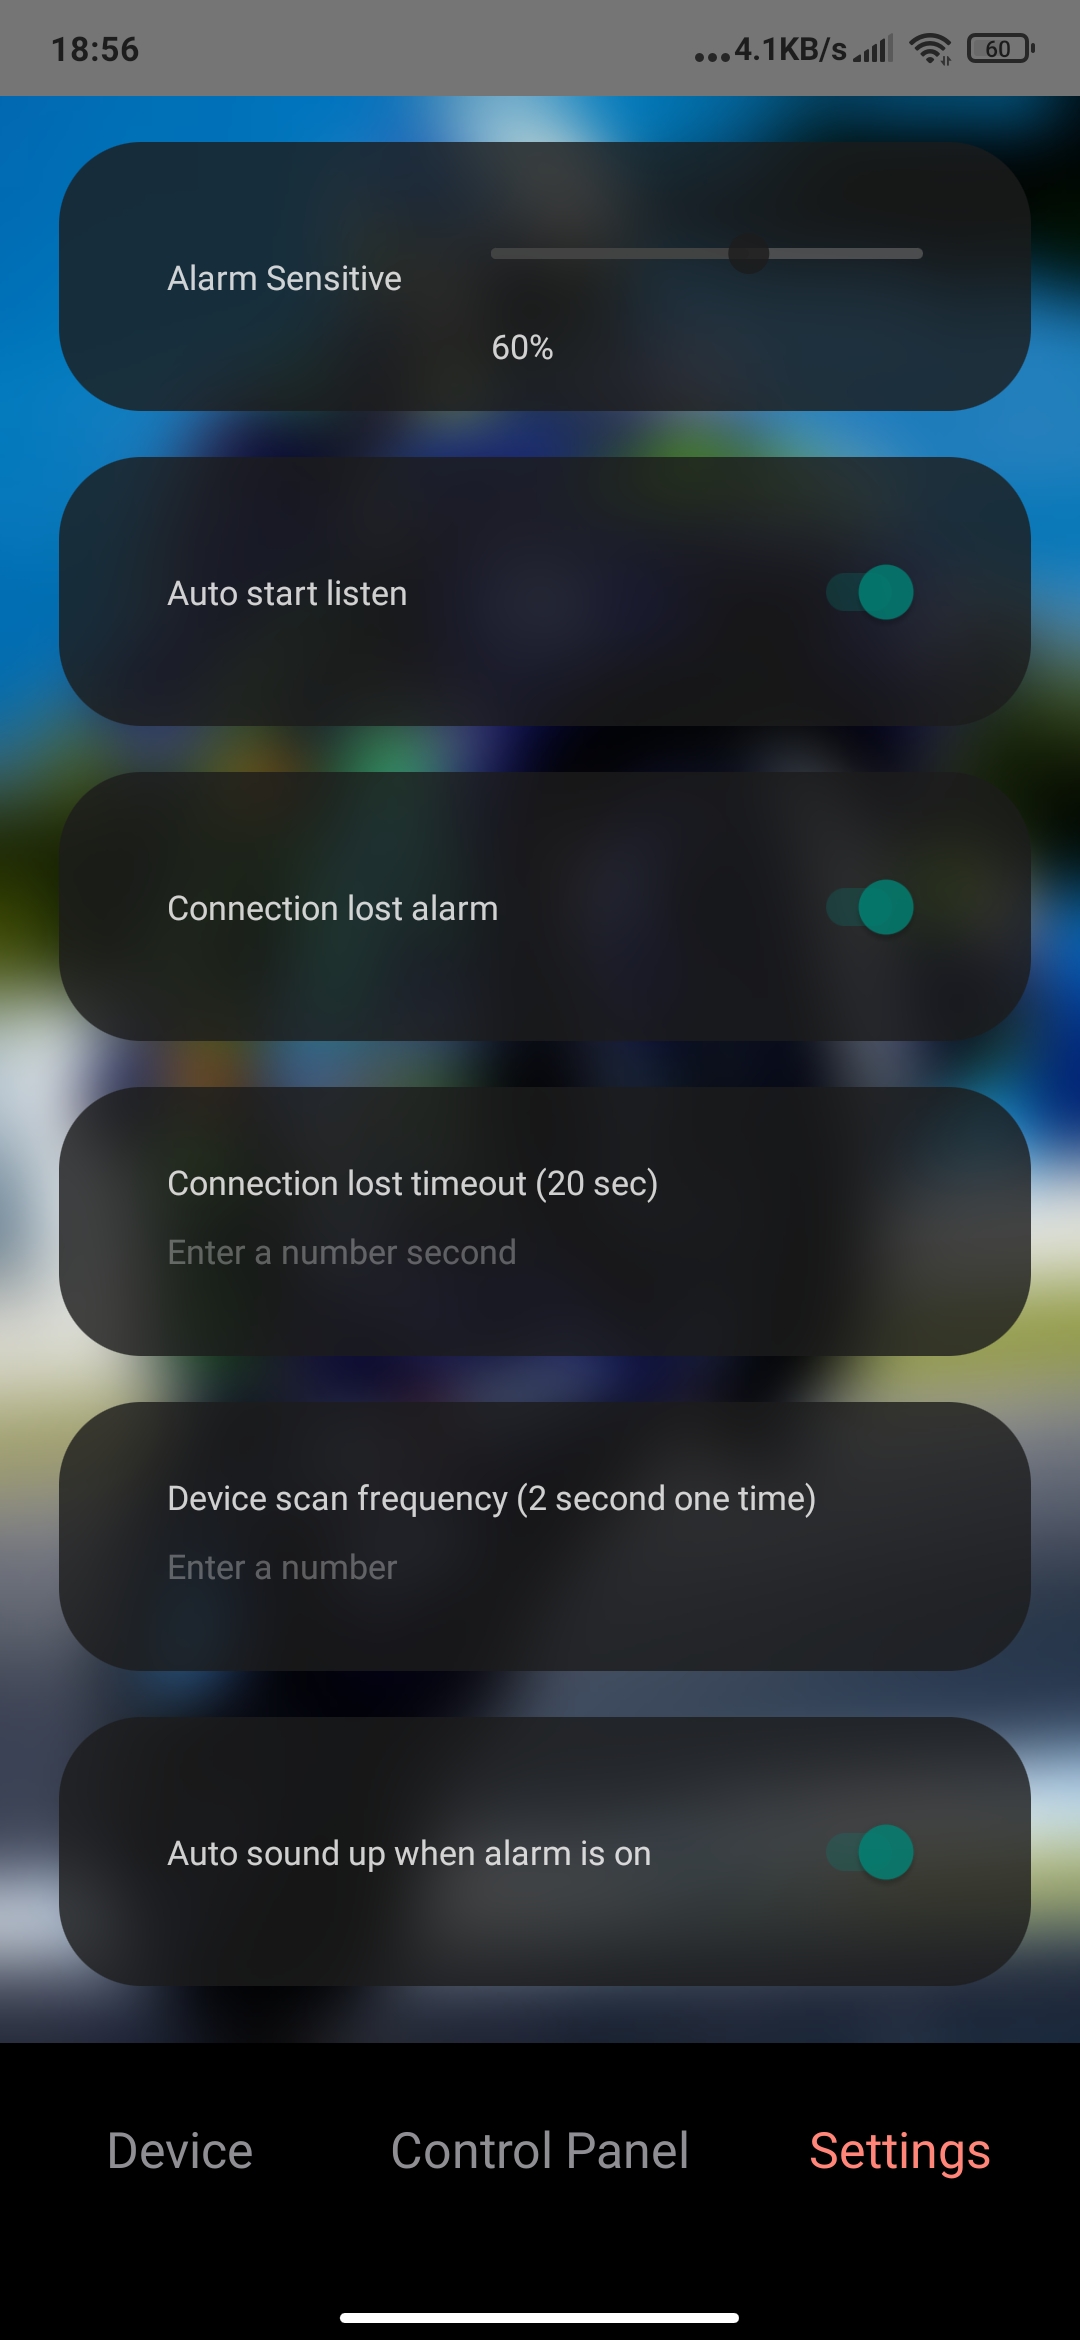 18:56
...4.1KB/s
60
Alarm Sensitive
60%
Auto start listen
Connection lost alarm
Connection lost timeout (20 sec)
Enter a number second
Device scan frequency (2 second one time)
Enter a number
Auto sound up when alarm is on
Device
Control Panel
Settings